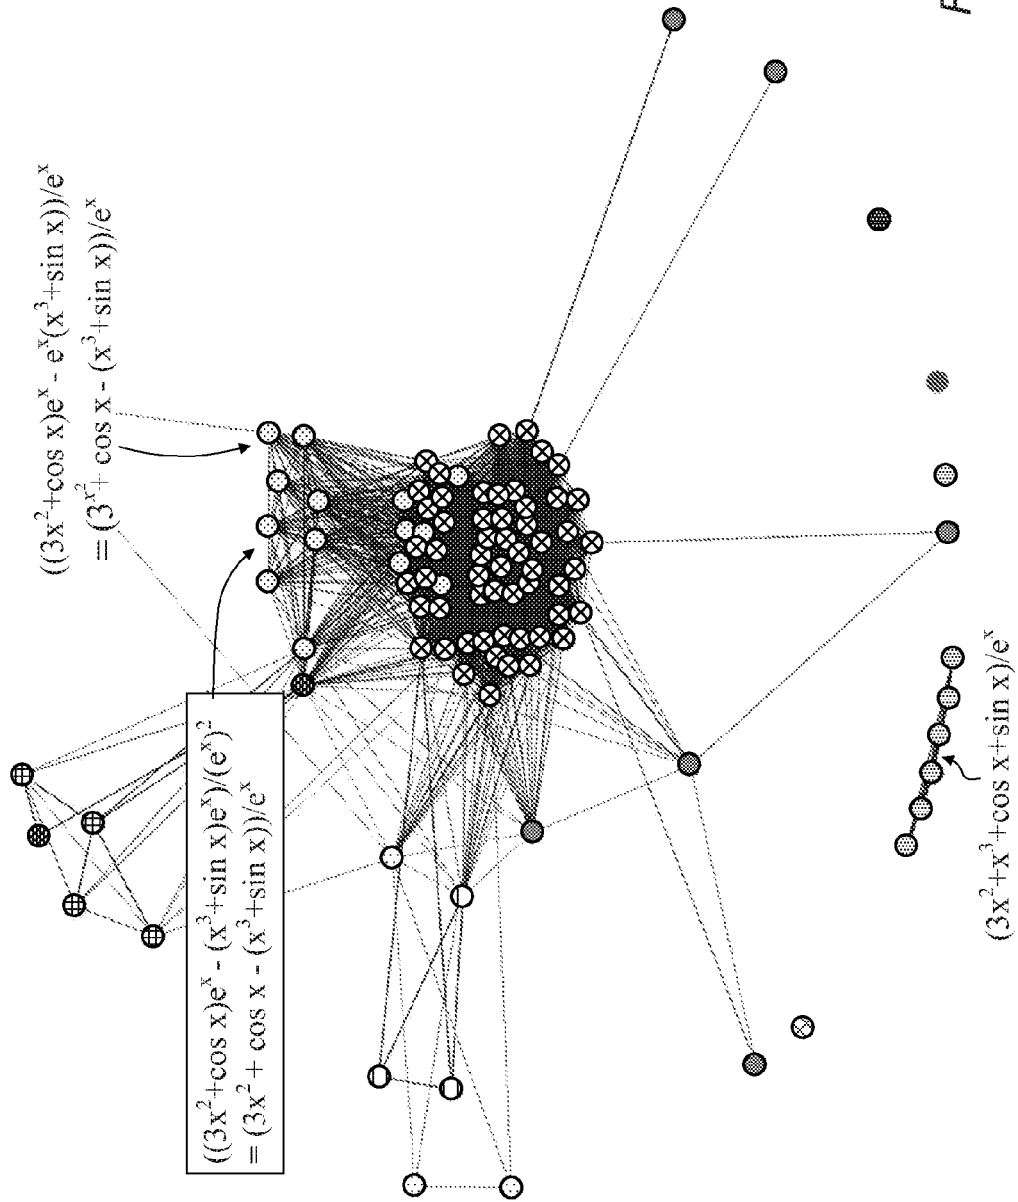 ((3x²+cos x)eˣ - eˣ(x³+sin x))/eˣ
= (3ˣ²+ cos x - (x³+sin x))/eˣ
((3x²+cos x)eˣ - (x³+sin x)eˣ)/(eˣ)²
= (3x² + cos x - (x³+sin x))/eˣ
(3x²+x³+cos x+sin x)/eˣ